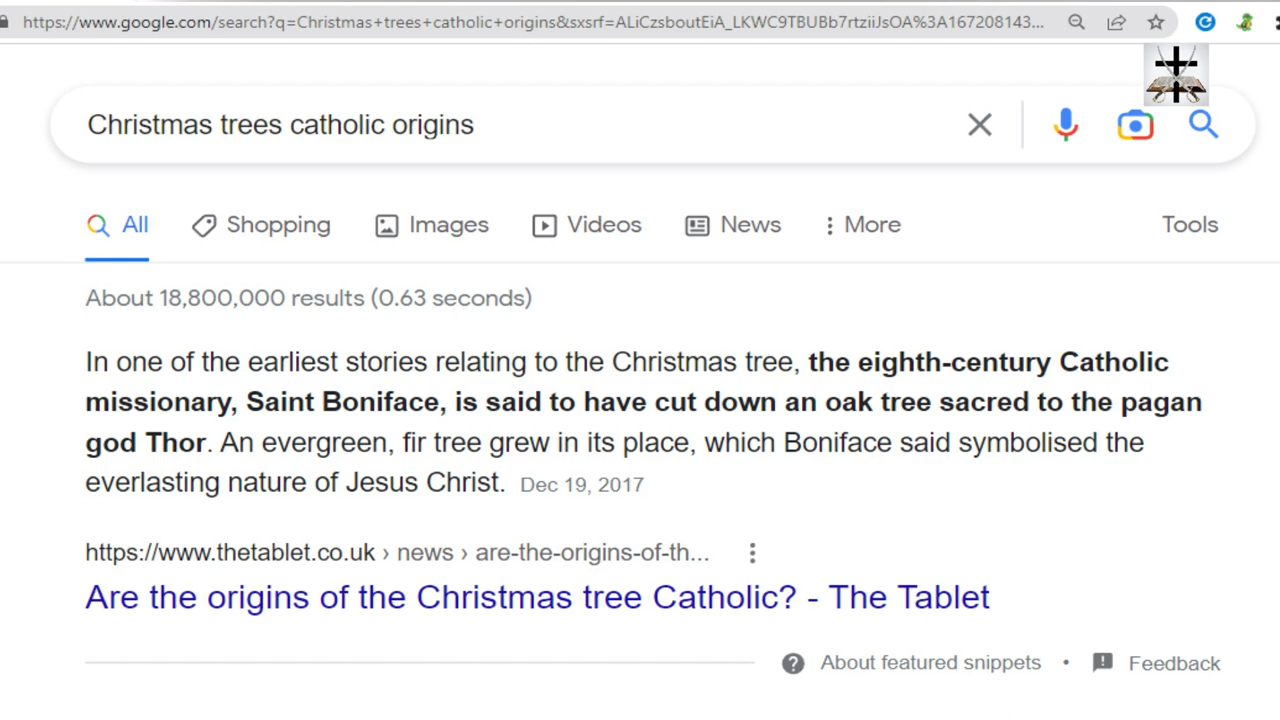 https://www.google.com/search?q=Christmas+trees+catholic+origins&sxsrf=ALiCzsboutEiA_LKWC9TBUBb7rtziiJsOA%3A167208143...
Christmas trees catholic origins
All Shopping Images Videos News More Tools
About 18,800,000 results (0.63 seconds)
In one of the earliest stories relating to the Christmas tree, the eighth-century Catholic
missionary, Saint Boniface, is said to have cut down an oak tree sacred to the pagan
god Thor. An evergreen, fir tree grew in its place, which Boniface said symbolised the
everlasting nature of Jesus Christ. Dec 19, 2017
https://www.thetablet.co.uk › news › are-the-origins-of-th...
Are the origins of the Christmas tree Catholic? - The Tablet
About featured snippets • Feedback